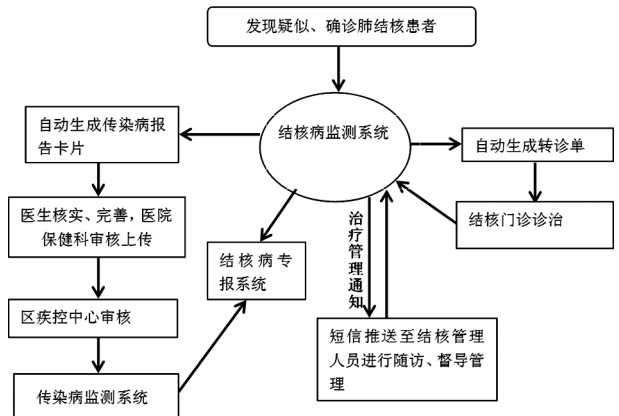 发现疑似、确诊肺结核患者
自动生成传染病报
告卡片
结核病监测系统
自动生成转诊单
医生核实、完善，医院
保健科审核上传
结核门诊诊治
治疗管理通知
结核病专
报系统
区疾控中心审核
短信推送至结核管理
人员进行随访、督导管
理
传染病监测系统